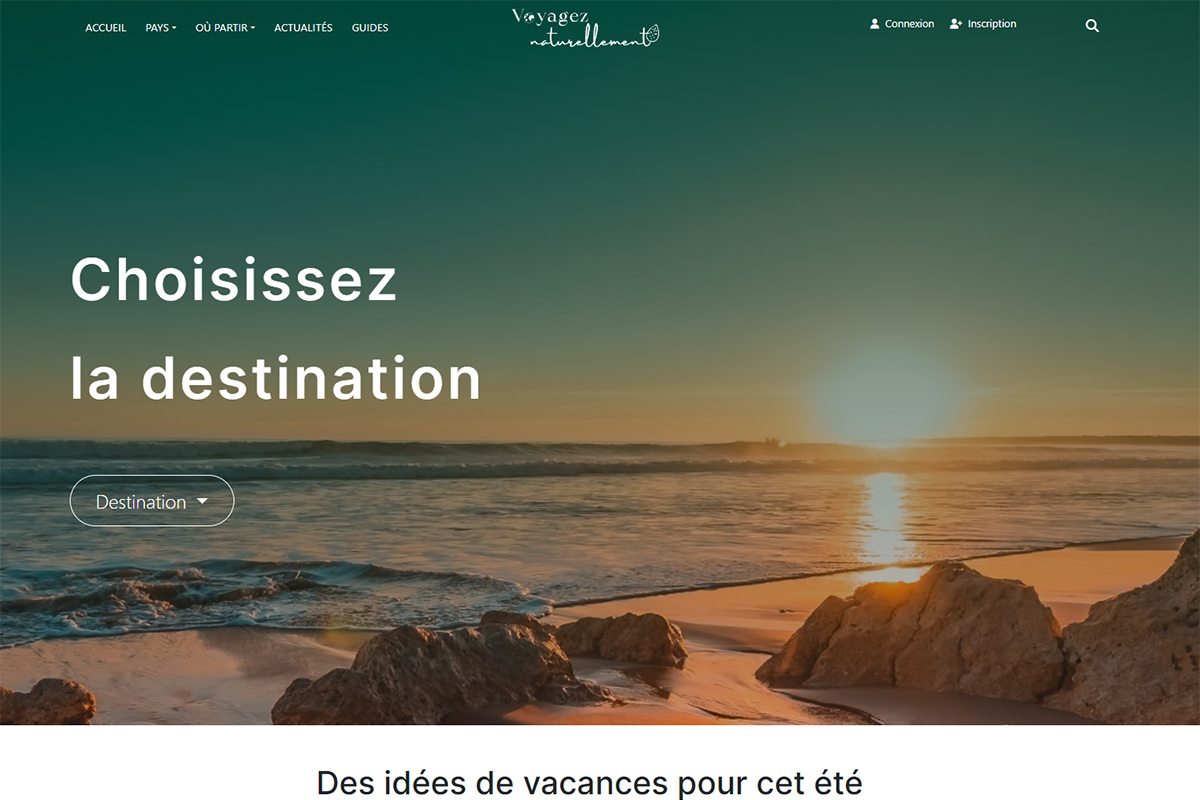 ACCUEIL PAYS OÙ PARTIR ACTUALITÉS GUIDES
Voyagez
naturellement
Connexion Inscription
Choisissez
la destination
Destination
Des idées de vacances pour cet été